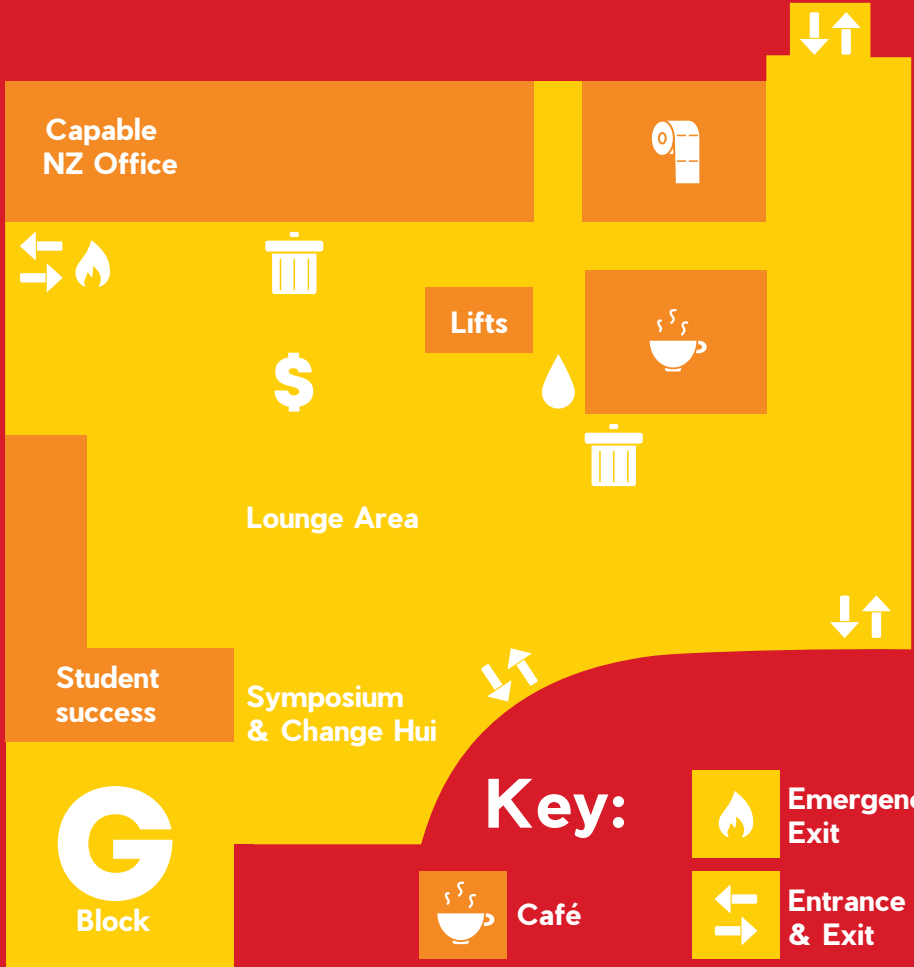 Capable
NZ Office
Lifts
$
Lounge Area
Student
success
Symposium
& Change Hui
G
Block
Key:
Exit
Café
Entrance
& Exit